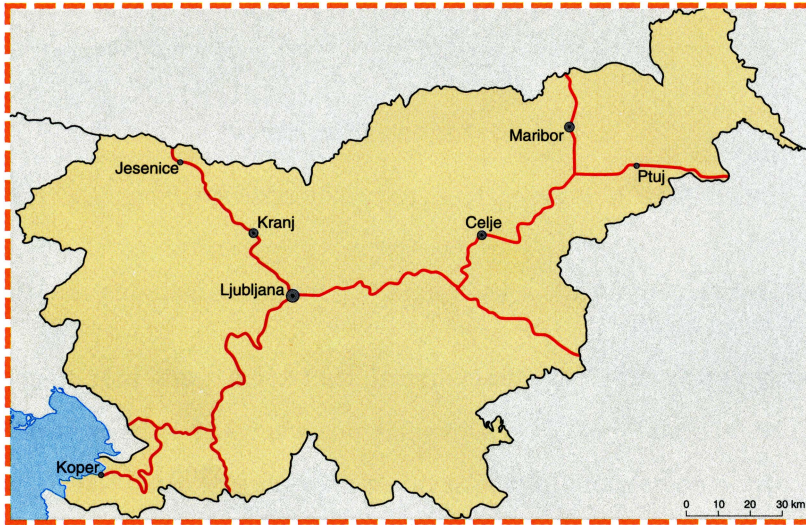 Maribor
Jesenice
Ptuj
Kranj
Celje
Ljubljana
Koper
0 10 20 30 km